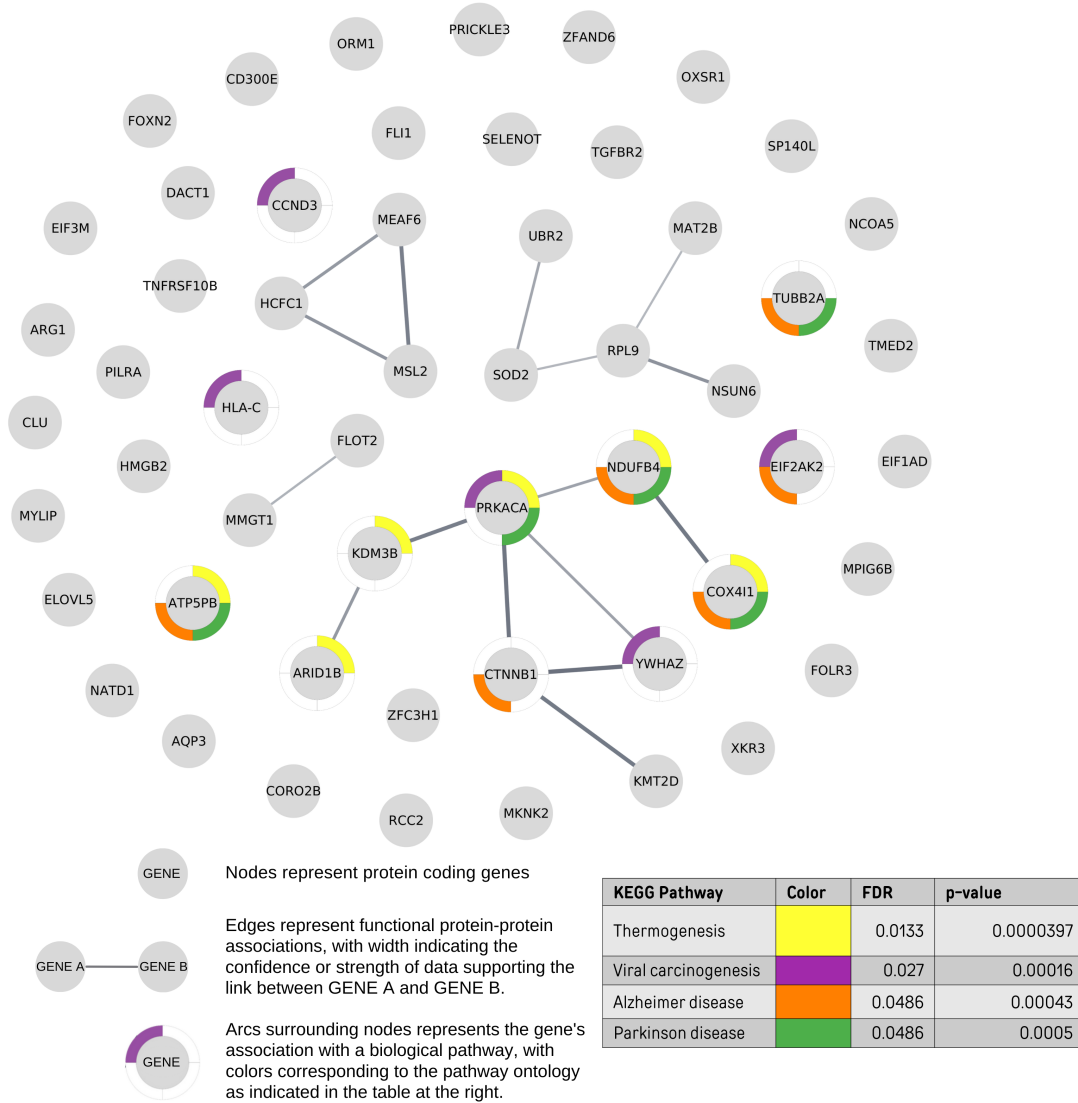 PRICKLE3
ZFAND6
ORM1
CD300E
OXSR1
FOXN2
FLI1
SELENOT
TGFBR2
SP140L
DACT1
CCND3
MEAF6
EIF3M
UBR2
MAT2B
NCOA5
TNFRSF10B
HCFC1
TUBB2A
ARG1
PILRA
MSL2
SOD2
RPL9
TMED2
NSUN6
HLA-C
CLU
FLOT2
HMGB2
NDUFB4
EIF2AK2
EIF1AD
MYLIP
MMGT1
PRKACA
KDM3B
MPIG6B
ELOVL5
ATP5PB
COX4I1
ARID1B
CTNNB1
YWHAZ
FOLR3
NATD1
ZFC3H1
AQP3
XKR3
CORO2B
KMT2D
RCC2
MKNK2
GENE
Nodes represent protein coding genes
GENE A
GENE B
Edges represent functional protein-protein
associations, with width indicating the
confidence or strength of data supporting the
link between GENE A and GENE B.
GENE
Arcs surrounding nodes represents the gene's
association with a biological pathway, with
colors corresponding to the pathway ontology
as indicated in the table at the right.
KEGG Pathway Color FDR p-value
Thermogenesis 0.0133 0.0000397
Viral carcinogenesis 0.027 0.00016
Alzheimer disease 0.0486 0.00043
Parkinson disease 0.0486 0.0005